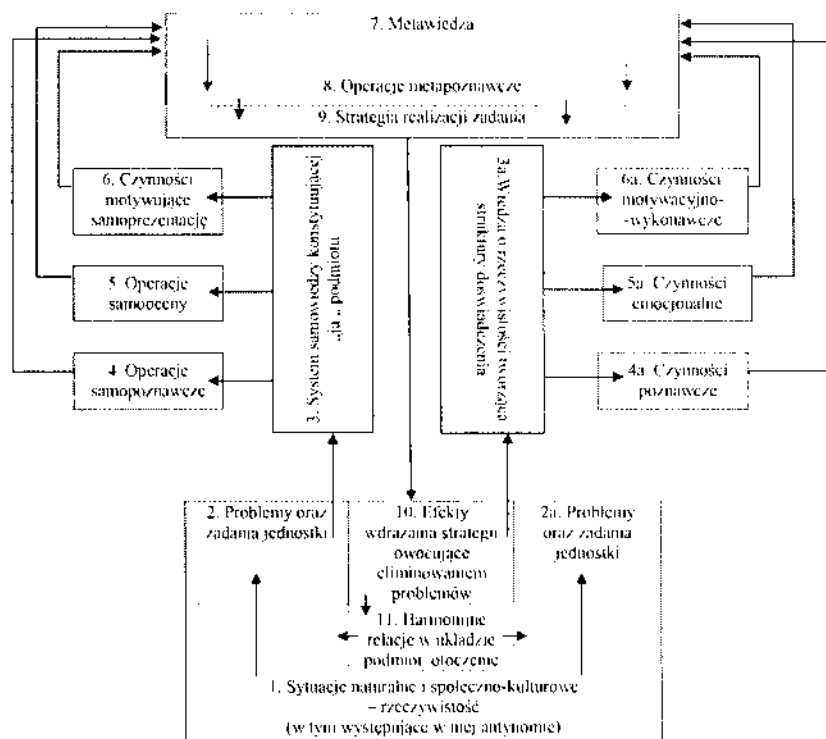 7. Metawiedza
8. Operacje metapoznawcze
9. Strategia realizacji zadania
6. Czynności
motywujące
samoprezentację
5. Operacje
samooceny
4. Operacje
samopoznawcze
3. System samowiedzy konstytuującej
„ja” podmiotu
3a. Wiedza o rzeczywistości tworząca
struktury doświadczenia
6a. Czynności
motywacyjno-
-wykonawcze
5a. Czynności
emocjonalne
4a. Czynności
poznawcze
2. Problemy oraz
zadania jednostki
10. Efekty
wdrażania strategii
owocujące
eliminowaniem
problemów
2a. Problemy
oraz zadania
jednostki
11. Harmonijne
relacje w układzie
podmiot otoczenie
1. Sytuacje naturalne i społeczno-kulturowe
– rzeczywistość
(w tym występujące w niej antynomie)